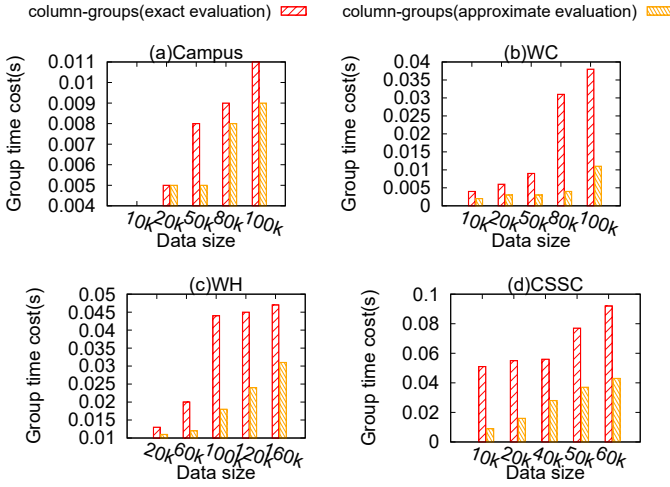 column-groups(exact evaluation) column-groups(approximate evaluation)
(a)Campus
Group time cost(s)
0.011
0.01
0.009
0.008
0.007
0.006
0.005
0.004
10k 20k 50k 80k 100k
Data size
(b)WC
Group time cost(s)
0.04
0.035
0.03
0.025
0.02
0.015
0.01
0.005
0
10k 20k 50k 80k 100k
Data size
(c)WH
Group time cost(s)
0.05
0.045
0.04
0.035
0.03
0.025
0.02
0.015
0.01
20k 60k 100k 120k 160k
Data size
(d)CSSC
Group time cost(s)
0.1
0.08
0.06
0.04
0.02
0
10k 20k 40k 50k 60k
Data size